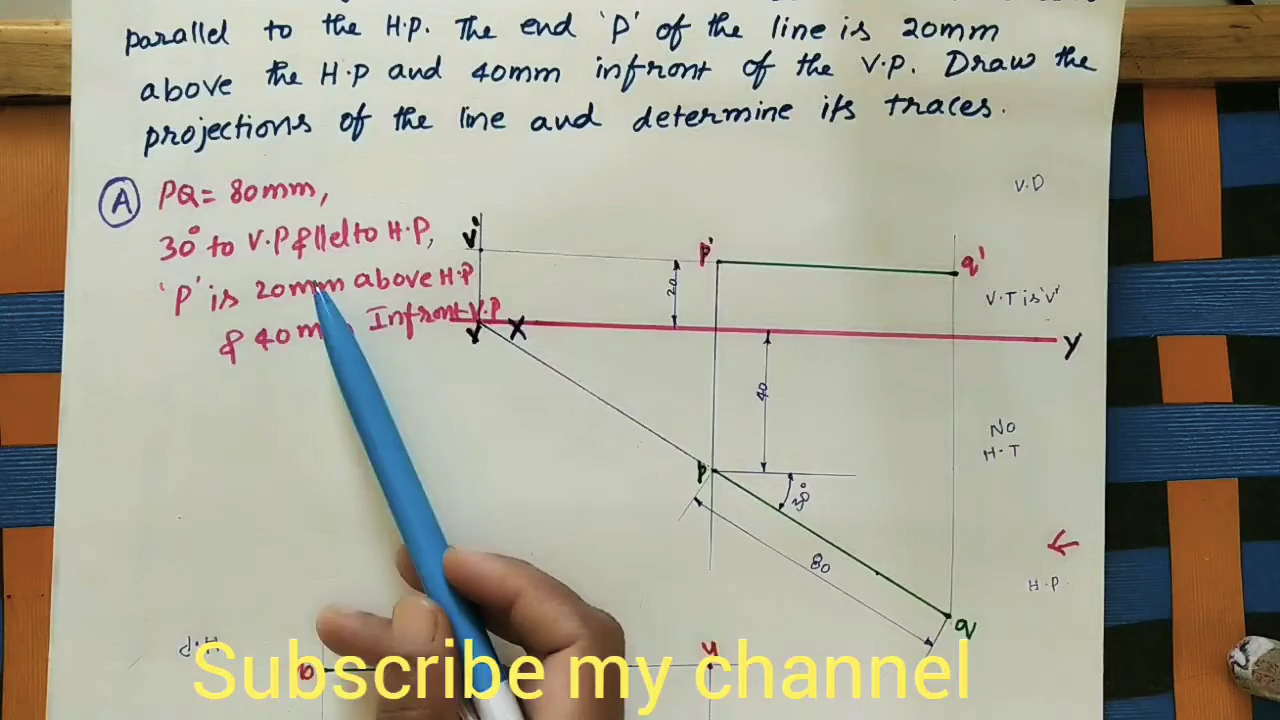 parallel to the H.P. The end 'P' of the line is 20mm
above the H.P and 40mm infront of the V.P. Draw the
projections of the line and determine its traces.
A PQ = 80mm,
30° to V.P & llel to H.P,
'P' is 20mm above H.P
& 40m Infront V.P
V.P
v'
p'
q'
20
V.T is 'v''
v
X
Y
40
No
H.T
p
30°
80
H.P.
q
H.P
Subscribe my channel